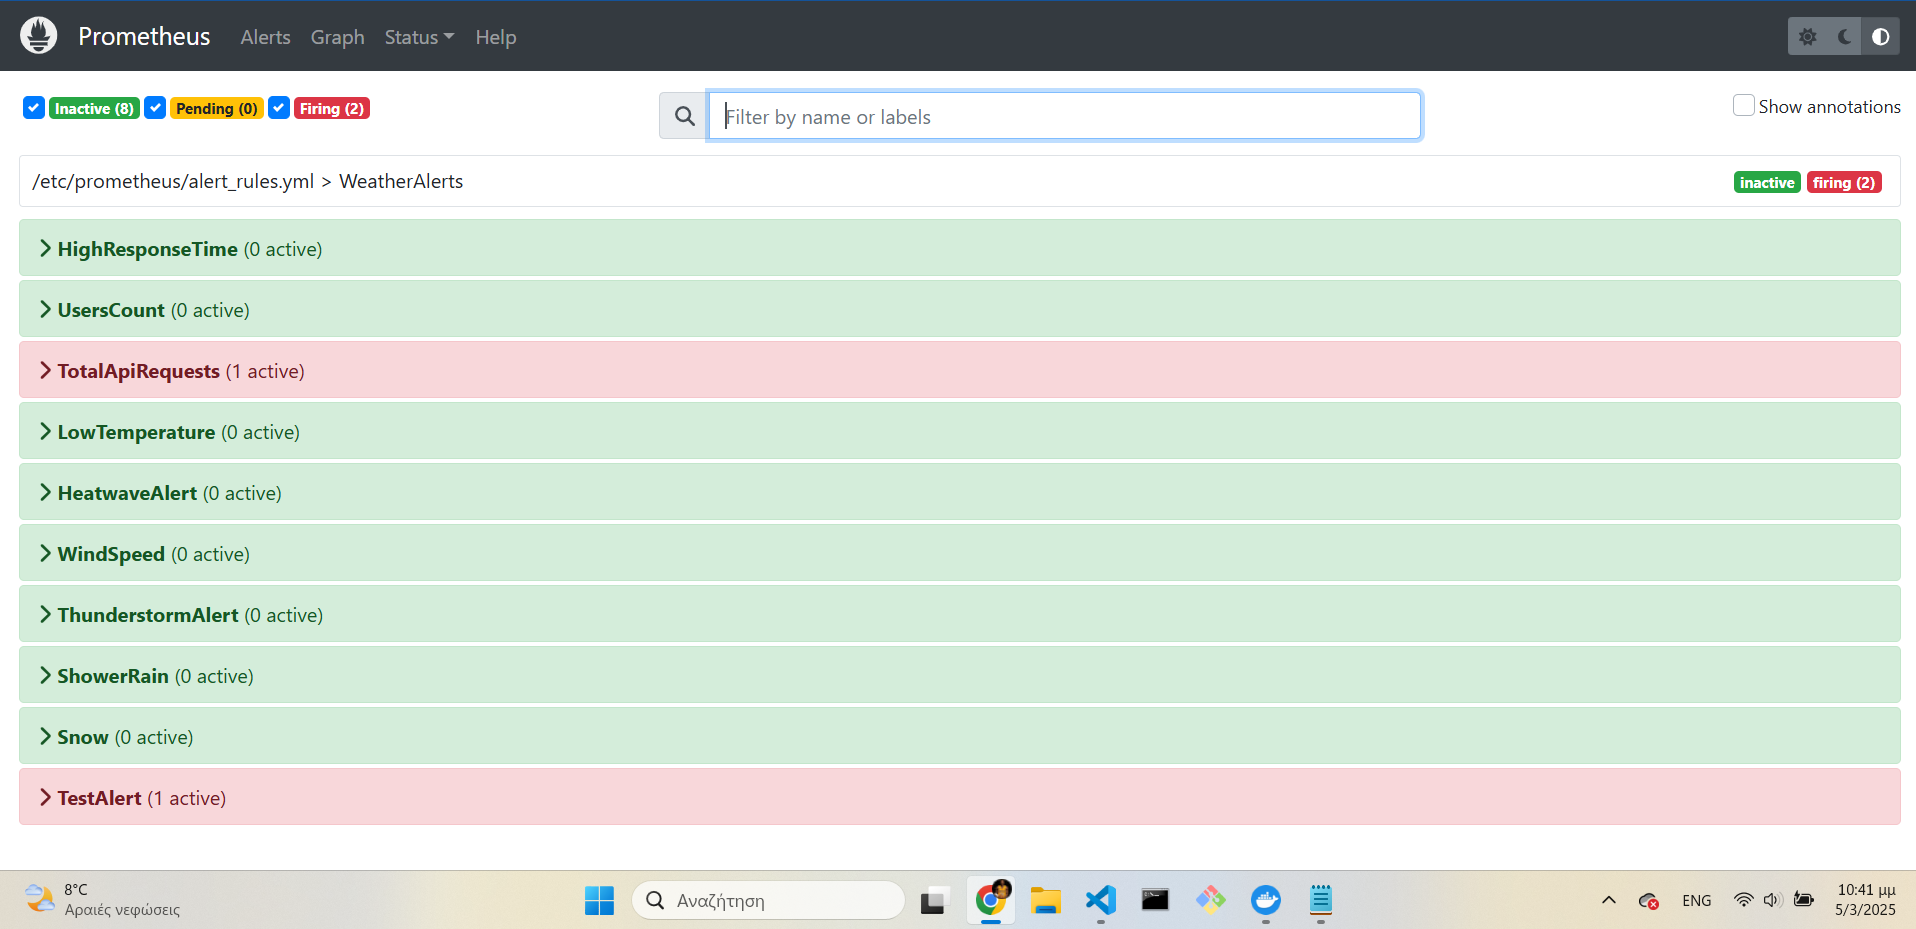 Prometheus Alerts Graph Status Help
Inactive (8) Pending (0) Firing (2) Filter by name or labels Show annotations
/etc/prometheus/alert_rules.yml > WeatherAlerts inactive firing (2)
HighResponseTime (0 active)
UsersCount (0 active)
TotalApiRequests (1 active)
LowTemperature (0 active)
HeatwaveAlert (0 active)
WindSpeed (0 active)
ThunderstormAlert (0 active)
ShowerRain (0 active)
Snow (0 active)
TestAlert (1 active)
8°C
Αραιές νεφώσεις
Αναζήτηση
ENG
10:41 μμ
5/3/2025